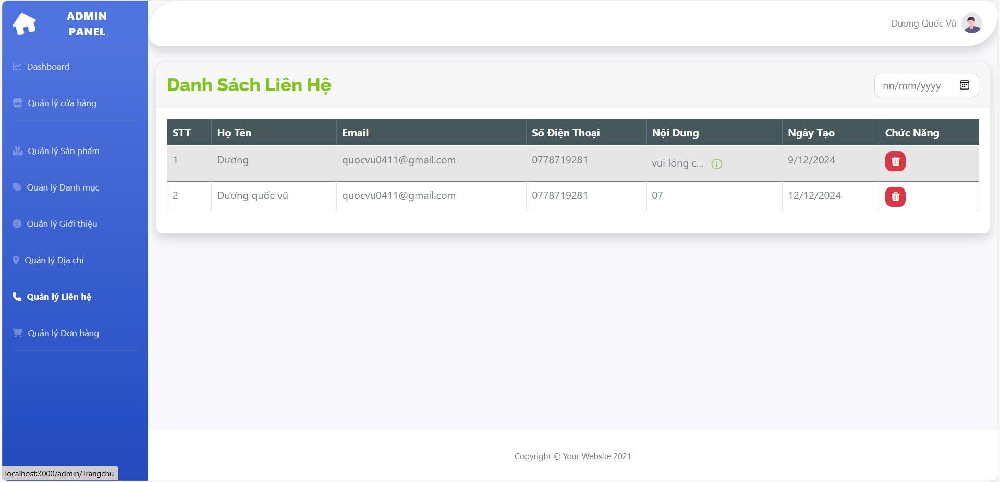 ADMIN
PANEL
Dương Quốc Vũ
Dashboard
Quản lý cửa hàng
Quản lý Sản phẩm
Quản lý Danh mục
Quản lý Giới thiệu
Quản lý Địa chỉ
Quản lý Liên hệ
Quản lý Đơn hàng
Danh Sách Liên Hệ
nn/mm/yyyy
STT Họ Tên Email Số Điện Thoại Nội Dung Ngày Tạo Chức Năng
1 Dương quocvu0411@gmail.com 0778719281 vui lòng c... 9/12/2024
2 Dương quốc vũ quocvu0411@gmail.com 0778719281 07 12/12/2024
Copyright © Your Website 2021
localhost:3000/admin/Trangchu